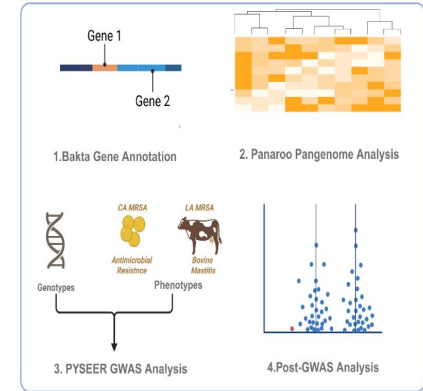 Gene 1
Gene 2
1.Bakta Gene Annotation
2. Panaroo Pangenome Analysis
CA MRSA
LA MRSA
Antimicrobial
Resistnce
Bovine
Mastitis
Genotypes
Phenotypes
3. PYSEER GWAS Analysis
4.Post-GWAS Analysis